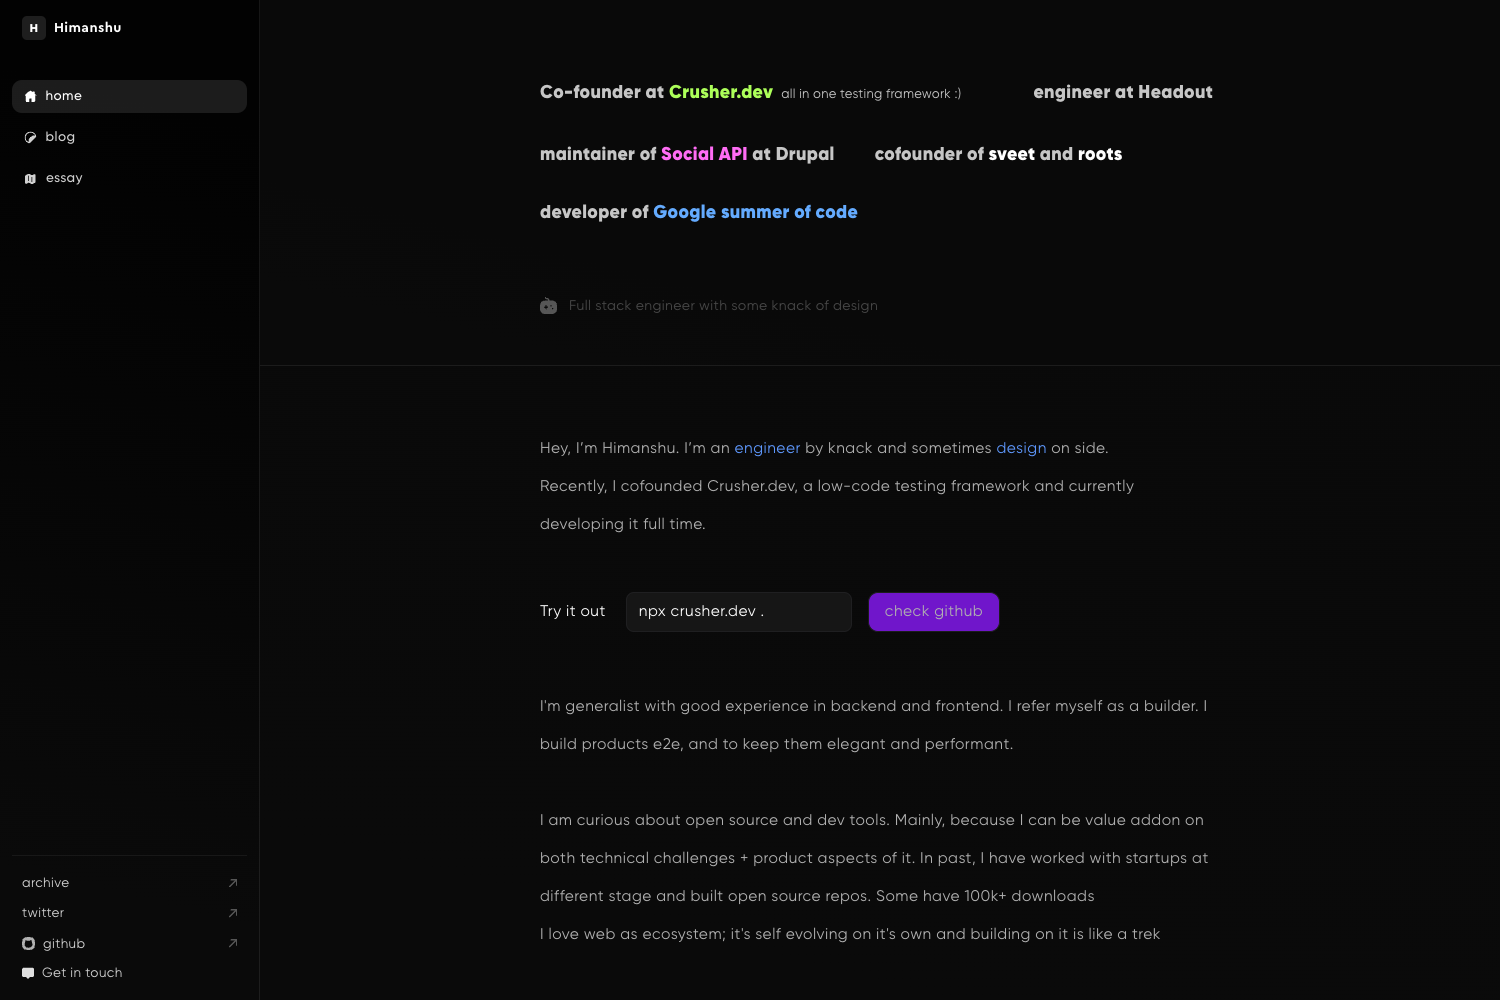 H Himanshu
home
blog
essay
archive
twitter
github
Get in touch
Co-founder at Crusher.dev all in one testing framework :) engineer at Headout
maintainer of Social API at Drupal cofounder of sveet and roots
developer of Google summer of code
Full stack engineer with some knack of design
Hey, I’m Himanshu. I’m an engineer by knack and sometimes design on side.
Recently, I cofounded Crusher.dev, a low-code testing framework and currently
developing it full time.
Try it out npx crusher.dev . check github
I'm generalist with good experience in backend and frontend. I refer myself as a builder. I
build products e2e, and to keep them elegant and performant.
I am curious about open source and dev tools. Mainly, because I can be value addon on
both technical challenges + product aspects of it. In past, I have worked with startups at
different stage and built open source repos. Some have 100k+ downloads
I love web as ecosystem; it's self evolving on it's own and building on it is like a trek